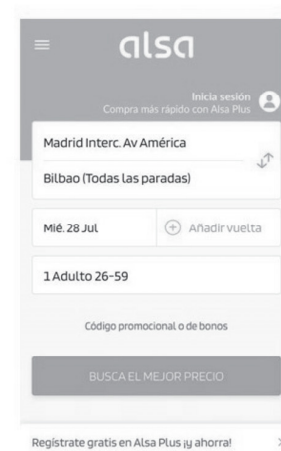 alsa
Inicia sesión
Compra más rápido con Alsa Plus
Madrid Interc. Av América
Bilbao (Todas las paradas)
Mié. 28 Jul
Añadir vuelta
1 Adulto 26-59
Código promocional o de bonos
BUSCA EL MEJOR PRECIO
Regístrate gratis en Alsa Plus ¡y ahorra!